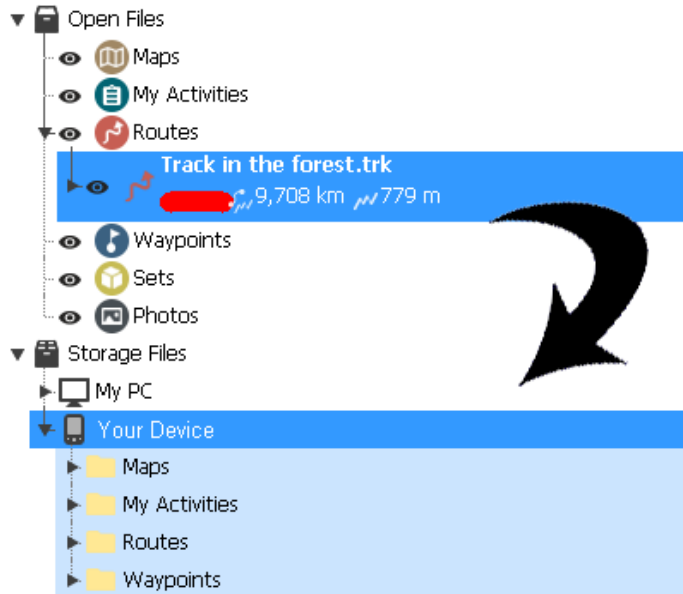 Open Files
Maps
My Activities
Routes
Track in the forest.trk
9,708 km 779 m
Waypoints
Sets
Photos
Storage Files
My PC
Your Device
Maps
My Activities
Routes
Waypoints